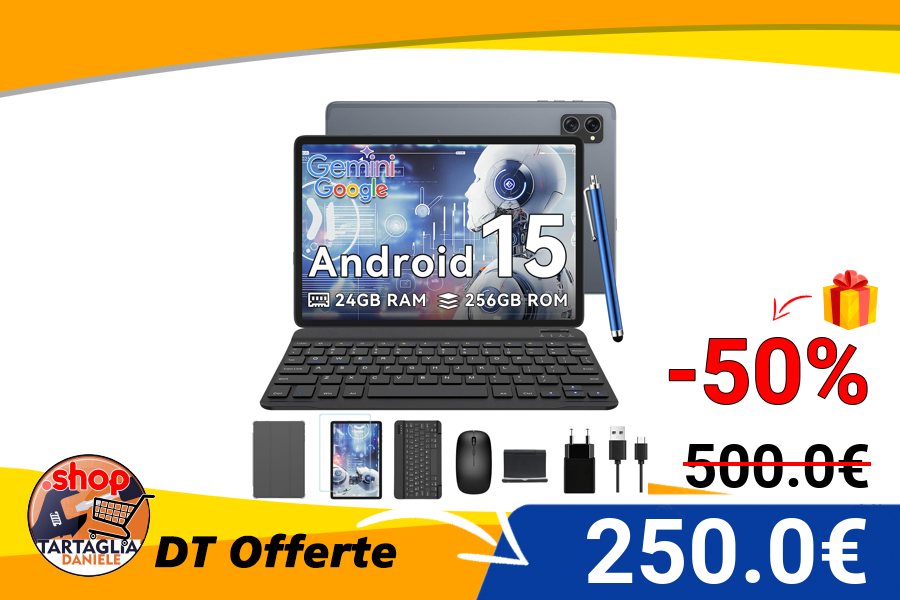 Gemini
Google
Android 15
24GB RAM 256GB ROM
-50%
500.0€
250.0€
.shop
TARTAGLIA
DANIELE
DT Offerte